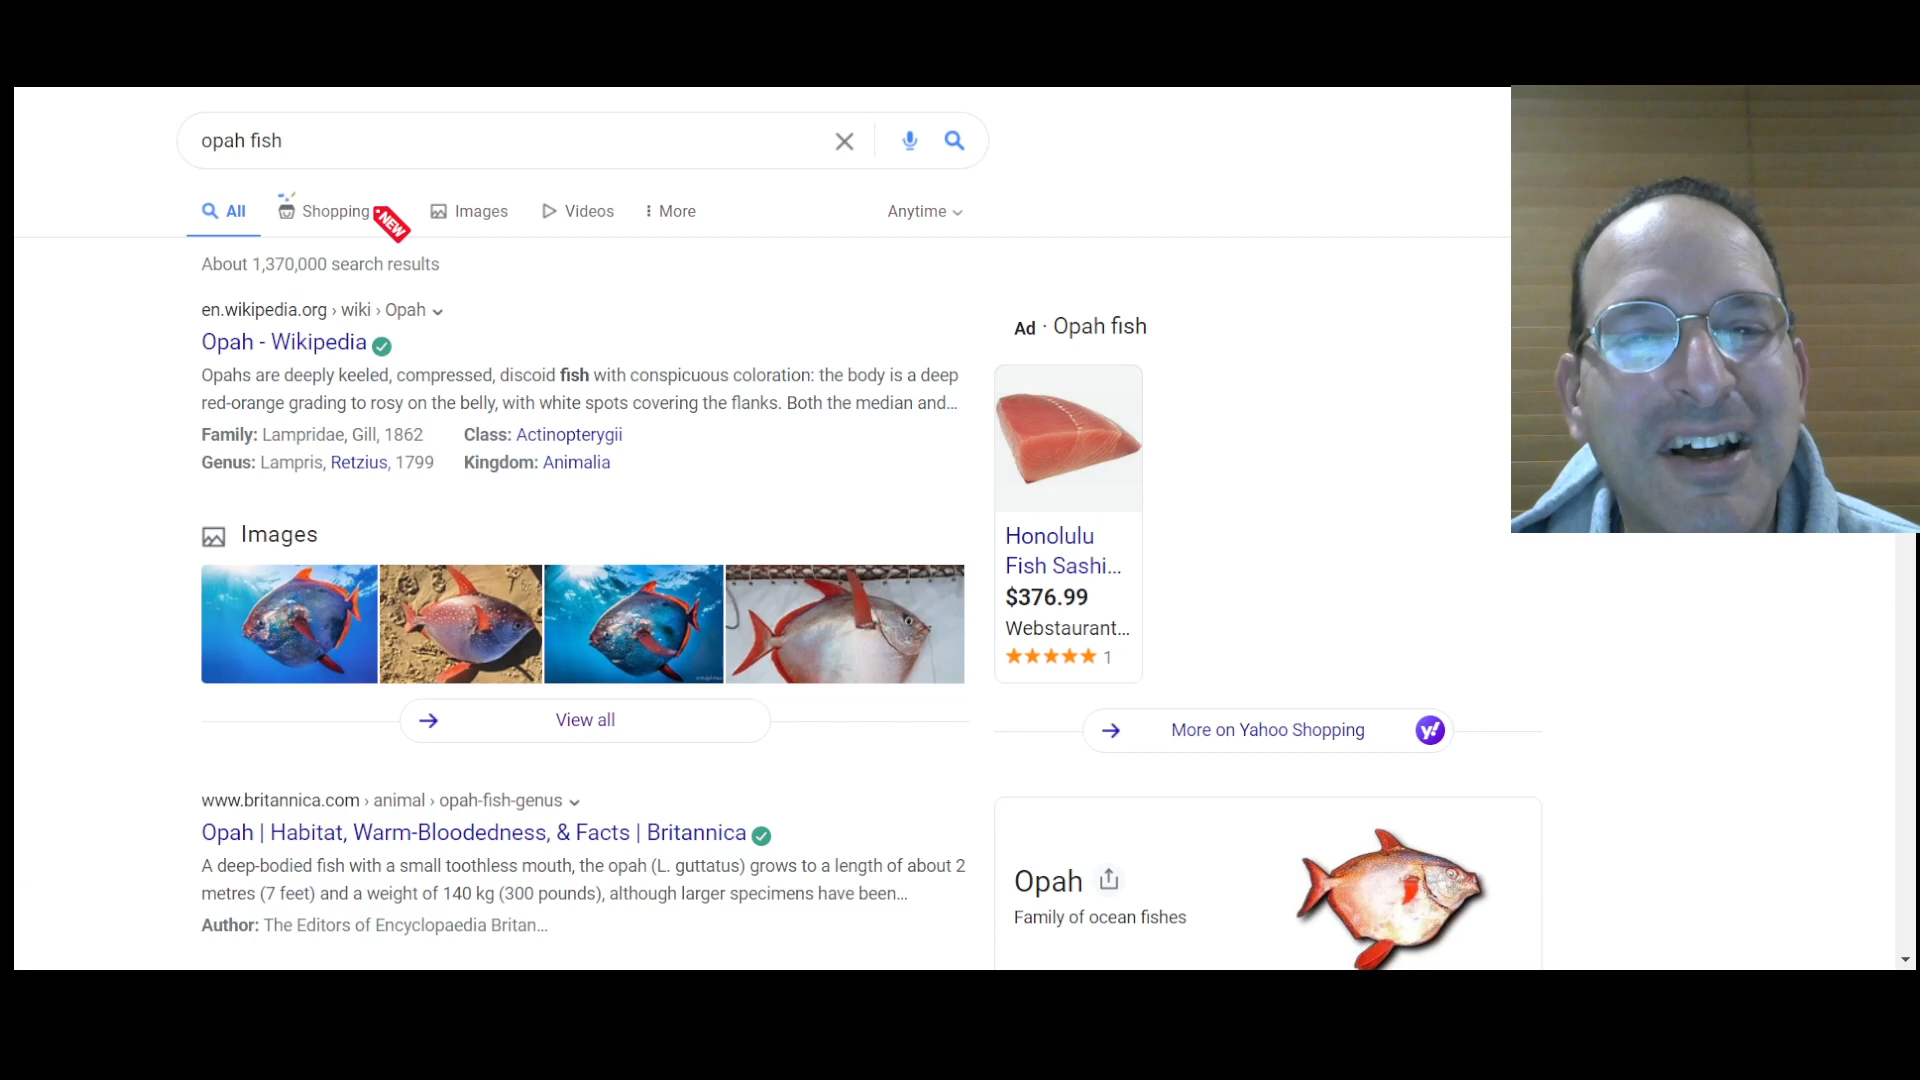 opah fish
All
Shopping
NEW
Images
Videos
More
Anytime
About 1,370,000 search results
en.wikipedia.org › wiki › Opah
Opah - Wikipedia
Opahs are deeply keeled, compressed, discoid fish with conspicuous coloration: the body is a deep
red-orange grading to rosy on the belly, with white spots covering the flanks. Both the median and...
Family: Lampridae, Gill, 1862 Class: Actinopterygii
Genus: Lampris, Retzius, 1799 Kingdom: Animalia
Images
View all
www.britannica.com › animal › opah-fish-genus
Opah | Habitat, Warm-Bloodedness, & Facts | Britannica
A deep-bodied fish with a small toothless mouth, the opah (L. guttatus) grows to a length of about 2
metres (7 feet) and a weight of 140 kg (300 pounds), although larger specimens have been...
Author: The Editors of Encyclopaedia Britan...
Ad · Opah fish
Honolulu
Fish Sashi...
$376.99
Webstaurant...
1
More on Yahoo Shopping
y!
Opah
Family of ocean fishes